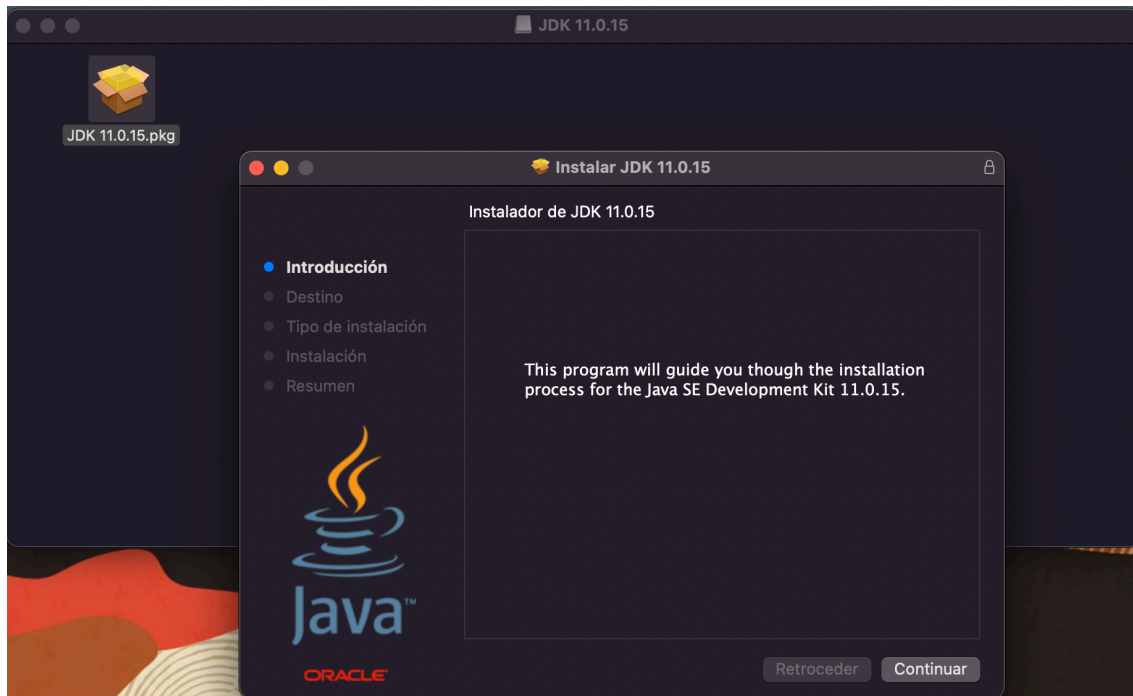 JDK 11.0.15
JDK 11.0.15.pkg
Instalar JDK 11.0.15
Instalador de JDK 11.0.15
Introducción
Destino
Tipo de instalación
Instalación
Resumen
This program will guide you though the installation
process for the Java SE Development Kit 11.0.15.
Java™
ORACLE®
Retroceder
Continuar